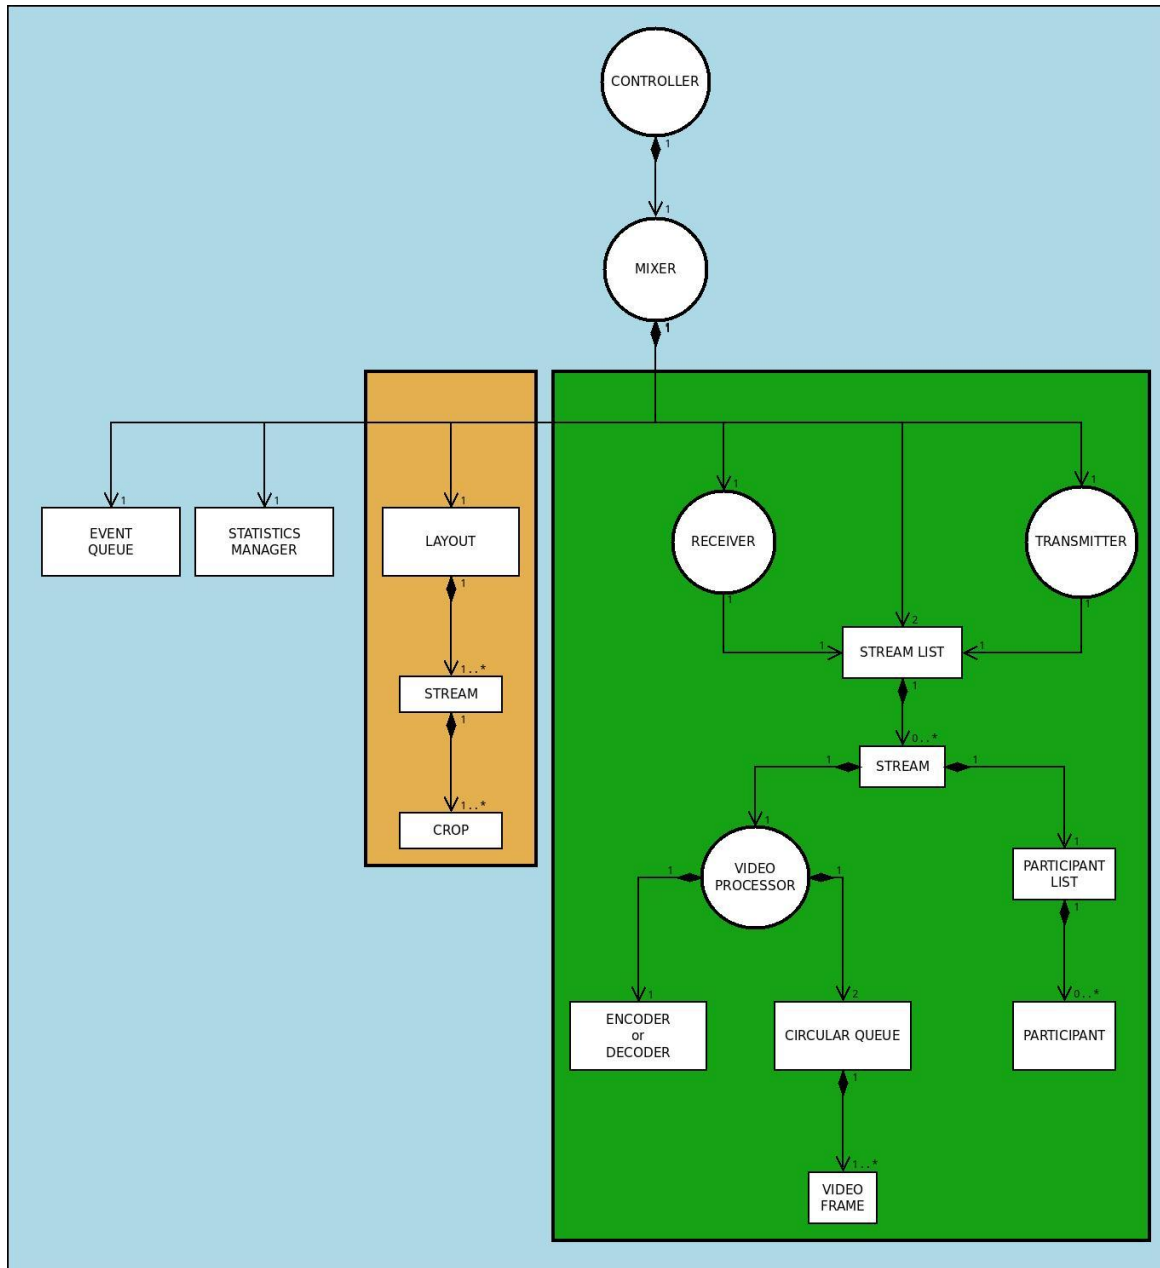 CONTROLLER
1
1
MIXER
1
1
1
1
1
1
1
EVENT
QUEUE
STATISTICS
MANAGER
LAYOUT
RECEIVER
TRANSMITTER
1
1
1
2
1
1
STREAM LIST
1..*
1
STREAM
1
0..*
1
STREAM
1
1
1..*
1
CROP
1
VIDEO
PROCESSOR
1
1
PARTICIPANT
LIST
1
1
2
0..*
ENCODER
or
DECODER
CIRCULAR QUEUE
PARTICIPANT
1
1..*
VIDEO
FRAME